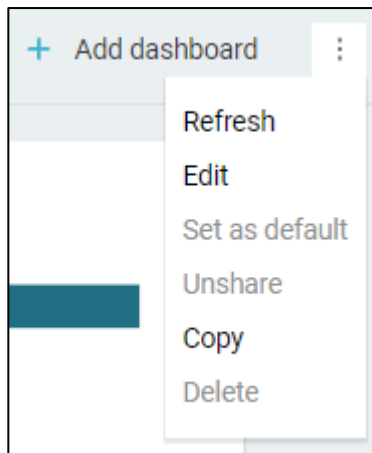 + Add dashboard
Refresh
Edit
Set as default
Unshare
Copy
Delete